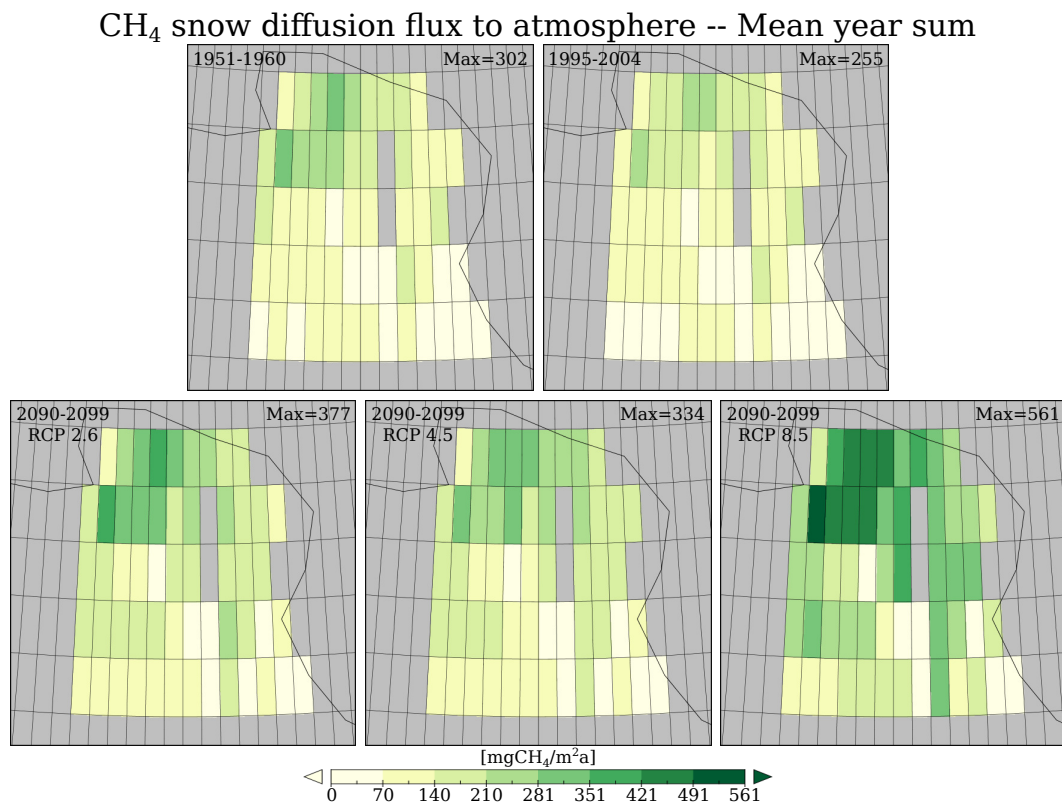 CH₄ snow diffusion flux to atmosphere -- Mean year sum
1951-1960 Max=302
1995-2004 Max=255
2090-2099 Max=377
RCP 2.6
2090-2099 Max=334
RCP 4.5
2090-2099 Max=561
RCP 8.5
[mgCH₄/m²a]
0 70 140 210 281 351 421 491 561